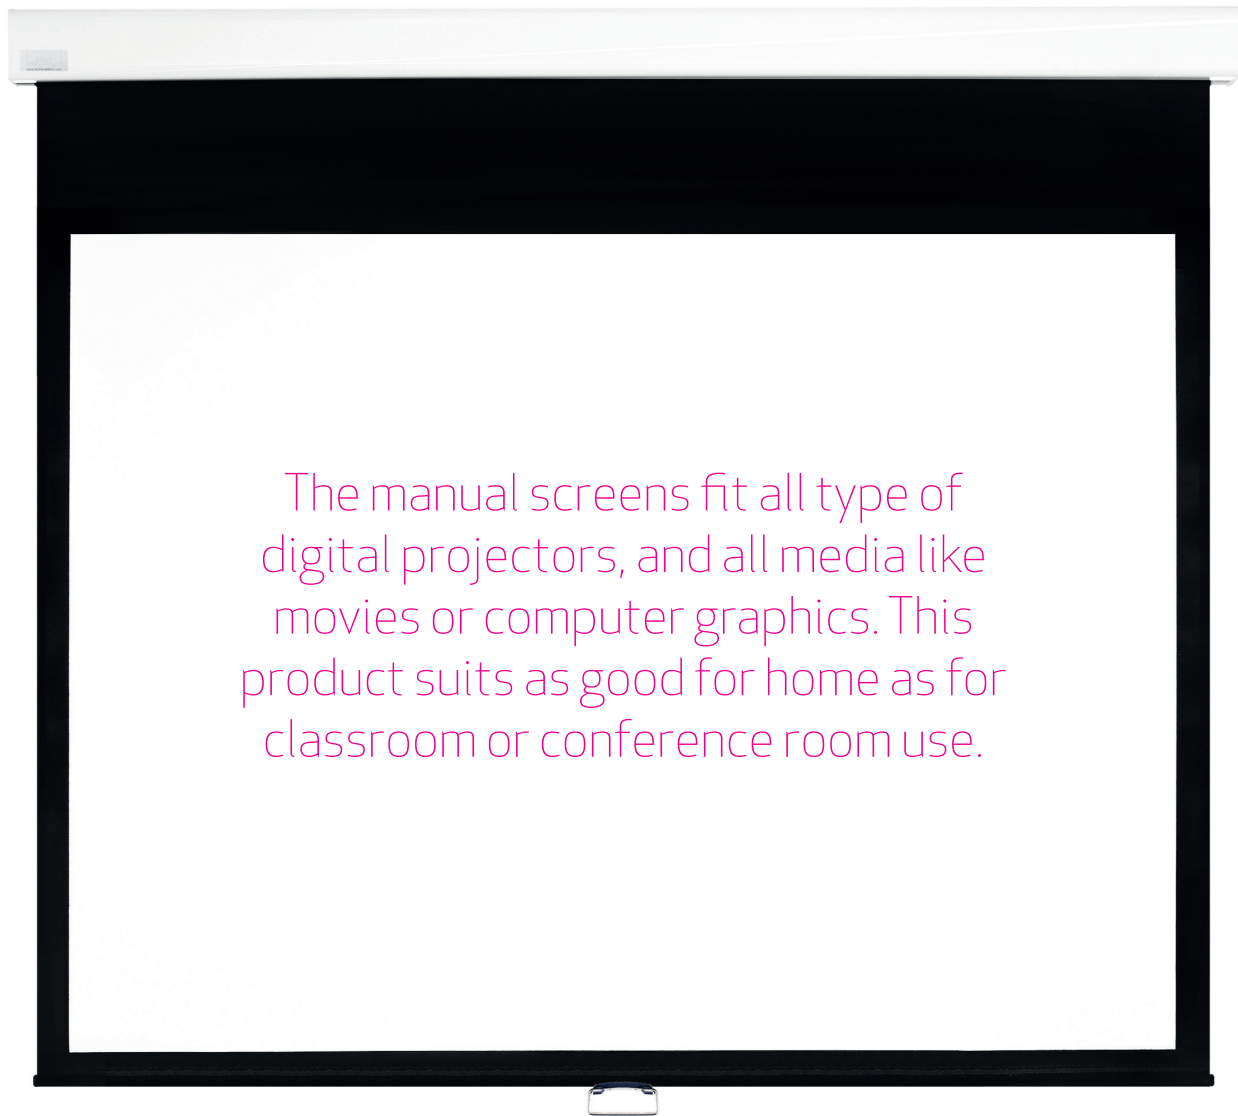 The manual screens fit all type of
digital projectors, and all media like
movies or computer graphics. This
product suits as good for home as for
classroom or conference room use.